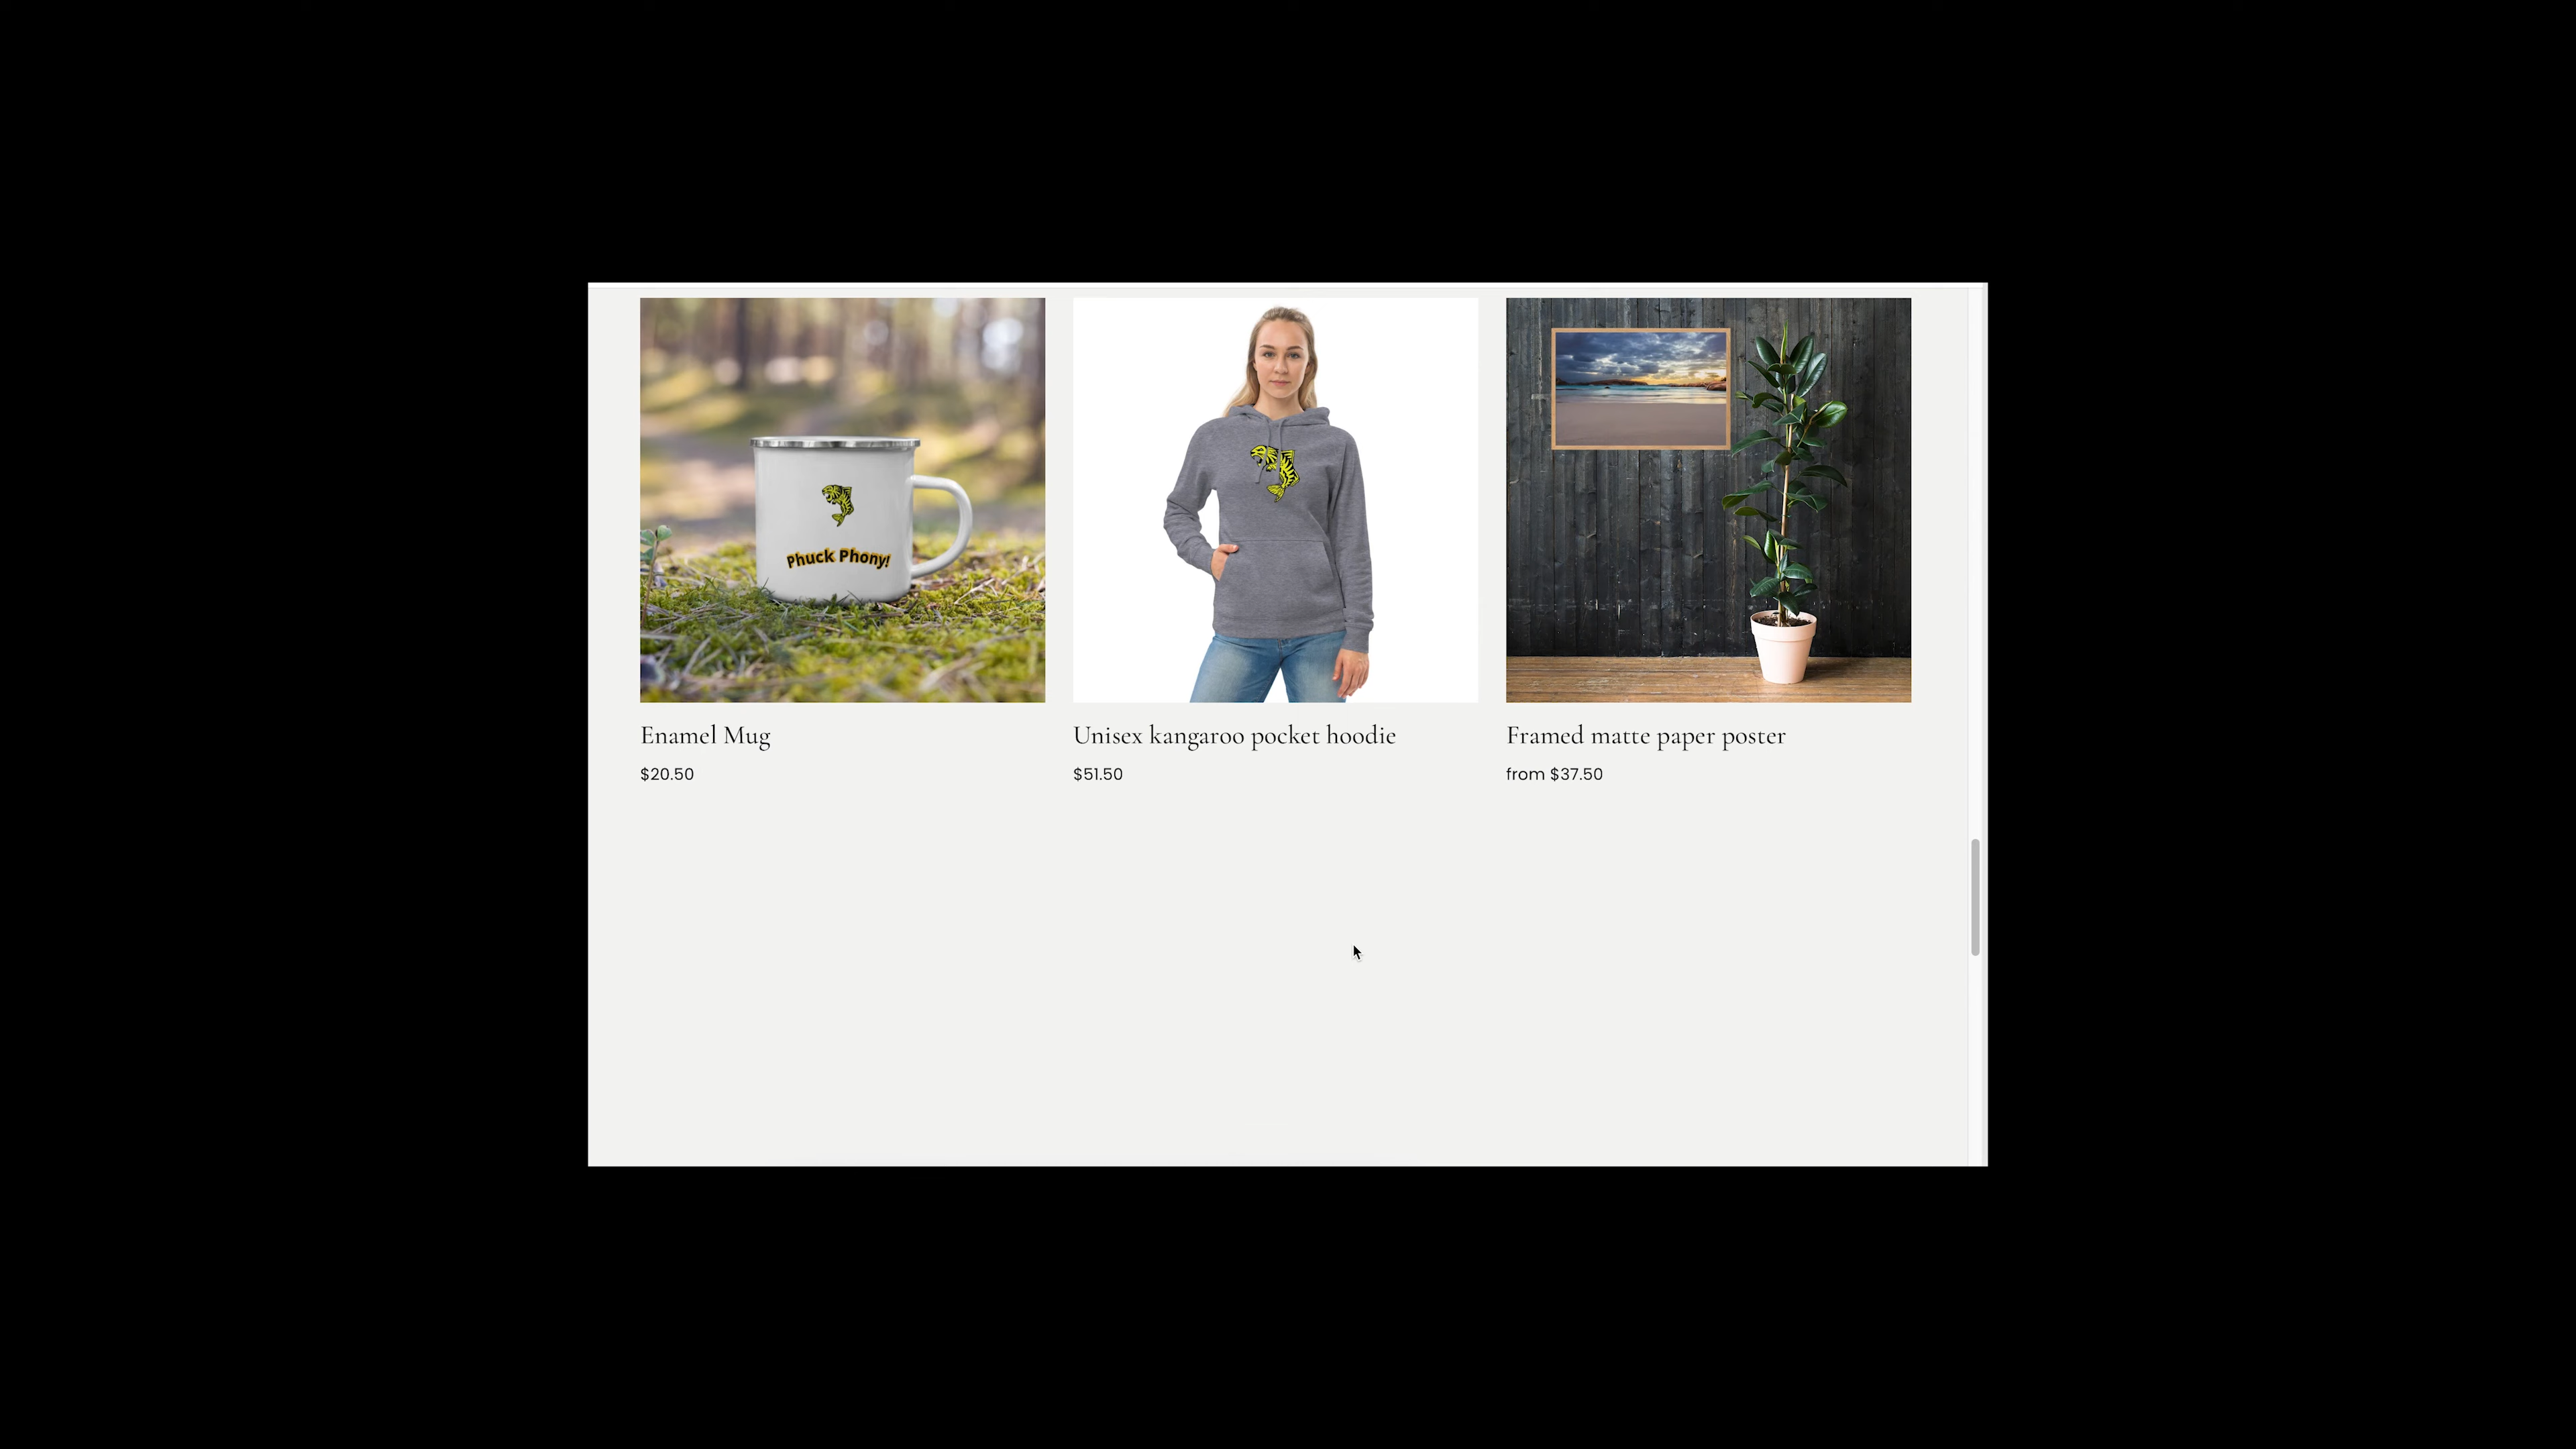 Phuck Phony!
Enamel Mug
$20.50
Unisex kangaroo pocket hoodie
$51.50
Framed matte paper poster
from $37.50